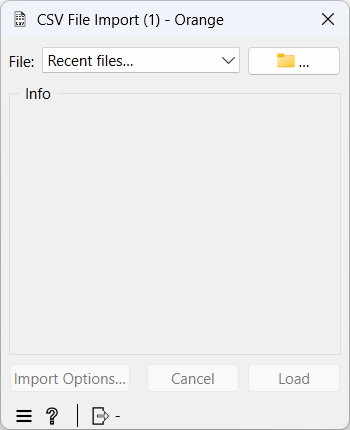 CSV File Import (1) - Orange
File: Recent files... ...
Info
Import Options... Cancel Load
? -